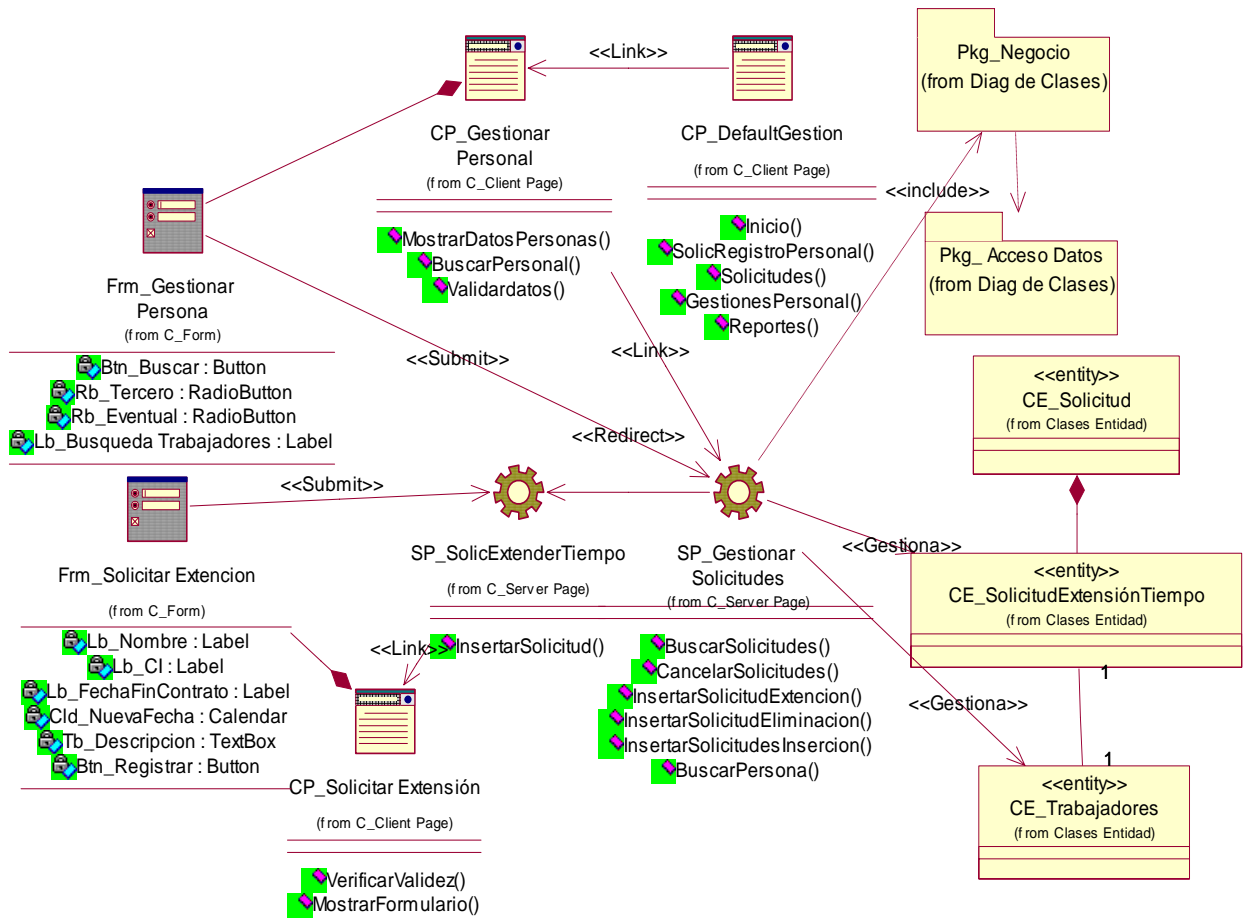 <<Link>>
Pkg_Negocio
(from Diag de Clases)
CP_Gestionar
Personal
(from C_Client Page)
CP_DefaultGestion
(from C_Client Page)
<<include>>
MostrarDatosPersonas()
BuscarPersonal()
Validardatos()
Inicio()
SolicRegistroPersonal()
Solicitudes()
GestionesPersonal()
Reportes()
Pkg_ Acceso Datos
(from Diag de Clases)
Frm_Gestionar
Persona
(from C_Form)
<<Submit>>
<<Link>>
Btn_Buscar : Button
Rb_Tercero : RadioButton
Rb_Eventual : RadioButton
Lb_Busqueda Trabajadores : Label
<<entity>>
CE_Solicitud
(from Clases Entidad)
<<Redirect>>
<<Submit>>
Frm_Solicitar Extencion
(from C_Form)
SP_SolicExtenderTiempo
(from C_Server Page)
SP_Gestionar
Solicitudes
(from C_Server Page)
<<Gestiona>>
<<entity>>
CE_SolicitudExtensiónTiempo
(from Clases Entidad)
Lb_Nombre : Label
Lb_CI : Label
Lb_FechaFinContrato : Label
Cld_NuevaFecha : Calendar
Tb_Descripcion : TextBox
Btn_Registrar : Button
<<Link>>
InsertarSolicitud()
BuscarSolicitudes()
CancelarSolicitudes()
InsertarSolicitudExtencion()
InsertarSolicitudEliminacion()
InsertarSolicitudesInsercion()
BuscarPersona()
1
<<Gestiona>>
1
<<entity>>
CE_Trabajadores
(from Clases Entidad)
CP_Solicitar Extensión
(from C_Client Page)
VerificarValidez()
MostrarFormulario()